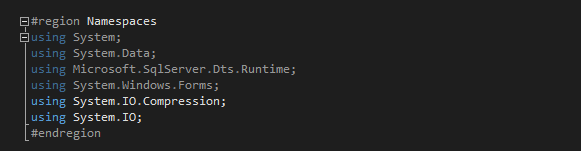 #region Namespaces
using System;
using System.Data;
using Microsoft.SqlServer.Dts.Runtime;
using System.Windows.Forms;
using System.IO.Compression;
using System.IO;
#endregion